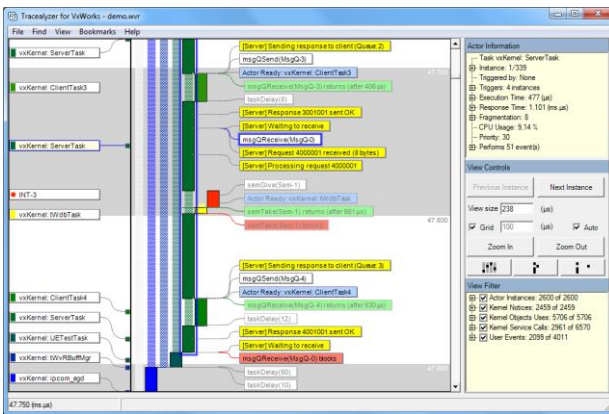 Tracealyzer for VxWorks - demo.wvr
File Find View Bookmarks Help
vxKernel: ServerTask
vxKernel: ClientTask3
vxKernel: ServerTask
INT-3
vxKernel: tWdbTask
vxKernel: ClientTask4
vxKernel: ServerTask
vxKernel: UETestTask
vxKernel: tWVRBuffMgr
vxKernel: ipcom_egd
[Server] Sending response to client (Queue 2)
msgQSend(MsgQ-3)
Actor Ready: vxKernel: ClientTask3
47.700
msgQReceive(MsgQ-3) returns (after 406 µs)
taskDelay(8)
[Server] Response 3001001 sent OK
[Server] Waiting to receive
msgQReceive(MsgQ-0)
[Server] Request 4000001 received (8 bytes)
[Server] Processing request 4000001
semGive(Sem-1)
Actor Ready: vxKernel: tWdbTask
semTake(Sem-1) returns (after 661 µs)
47.800
semTake(Sem-1) blocks
[Server] Sending response to client (Queue 3)
msgQSend(MsgQ-4)
Actor Ready: vxKernel: ClientTask4
msgQReceive(MsgQ-4) returns (after 530 µs)
taskDelay(12)
[Server] Response 4001001 sent OK
[Server] Waiting to receive
msgQReceive(MsgQ-0) blocks
47.900
taskDelay(50)
taskDelay(10)
Actor Information
Task vxKernel: ServerTask
Instance: 1/339
Triggered by: None
Triggers: 4 instances
Execution Time: 477 (µs)
Response Time: 1.101 (ms.µs)
Fragmentation: 8
CPU Usage: 9,14 %
Priority: 30
Performs 51 event(s)
View Controls
Previous Instance Next Instance
View size 238 (µs)
Grid 100 (µs) Auto
Zoom In Zoom Out
View Filter
Actor Instances: 2600 of 2600
Kernel Notices: 2459 of 2459
Kernel Objects Uses: 5706 of 5706
Kernel Service Calls: 2961 of 6570
User Events: 2099 of 4011
47.750 (ms.µs)